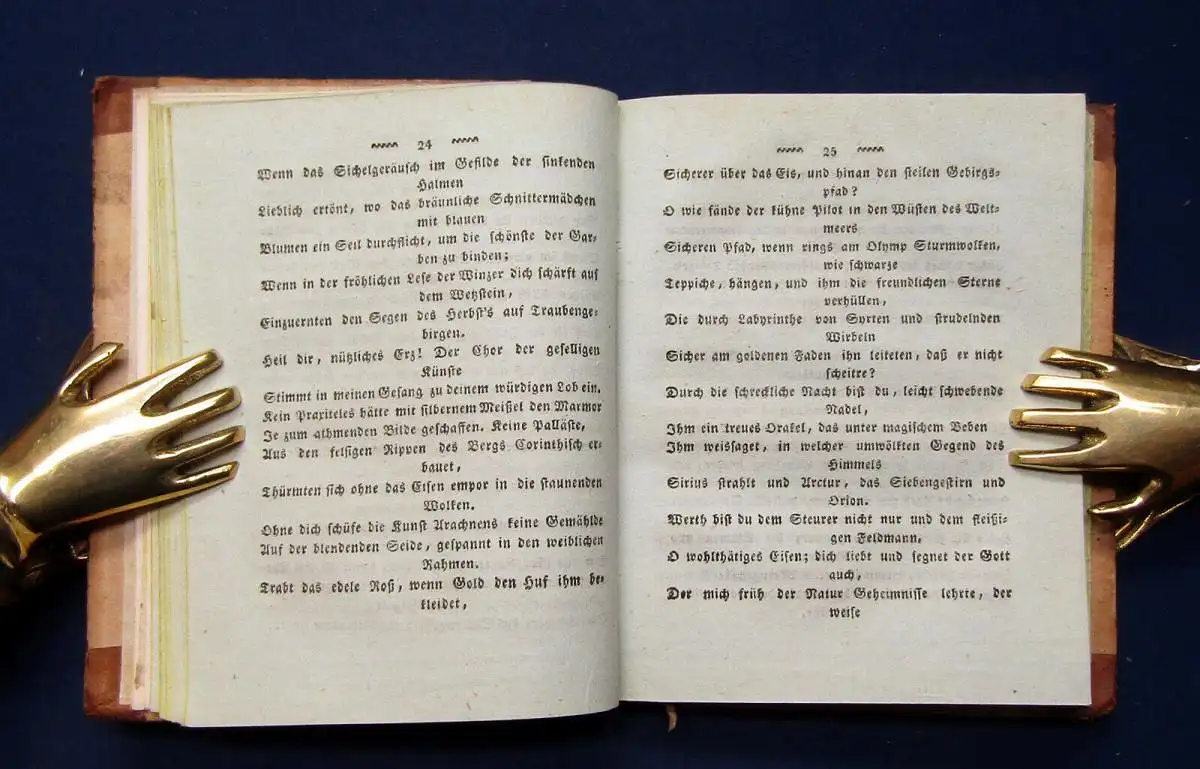 24
Wenn das Sichelgeräusch im Gefilde der sinkenden
Halmen
Lieblich ertönt, wo das bräunliche Schnittermädchen
mit blauen
Blumen ein Seil durchflicht, um die schönste der Gar-
ben zu binden;
Wenn in der fröhlichen Lese der Winzer dich schärft auf
dem Wetzstein,
Einzuernten den Segen des Herbst's auf Traubenge-
birgen.
Heil dir, nützliches Erz! Der Chor der geselligen
Künste
Stimmt in meinen Gesang zu deinem würdigen Lob ein.
Kein Praxiteles hätte mit silbernem Meißel den Marmor
Je zum athmenden Bilde geschaffen. Keine Palläste,
Aus den felsigen Rippen des Bergs Corinthisch er-
bauet,
Thürmten sich ohne das Eisen empor in die staunenden
Wolken.
Ohne dich schüfe die Kunst Arachnens keine Gemählde
Auf der blendenden Seide, gespannt in den weiblichen
Rahmen.
Trabt das edele Roß, wenn Gold den Huf ihm be-
kleidet,
25
Sicherer über das Eis, und hinan den steilen Gebirgs-
pfad?
O wie fände der kühne Pilot in den Wüsten des Welt-
meers
Sicheren Pfad, wenn rings am Olymp Sturmwolken,
wie schwarze
Teppiche, hängen, und ihm die freundlichen Sterne
verhüllen,
Die durch Labyrinthe von Syrten und strudelnden
Wirbeln
Sicher am goldenen Faden ihn leiteten, daß er nicht
scheitre?
Durch die schreckliche Nacht bist du, leicht schwebende
Nadel,
Ihm ein treues Orakel, das unter magischem Beben
Ihm weissaget, in welcher umwölkten Gegend des
Himmels
Sirius strahlt und Arctur, das Siebengestirn und
Orion.
Werth bist du dem Steurer nicht nur und dem fleißi-
gen Feldmann,
O wohlthätiges Eisen; dich liebt und segnet der Gott
auch,
Der mich früh der Natur Geheimnisse lehrte, der
weise